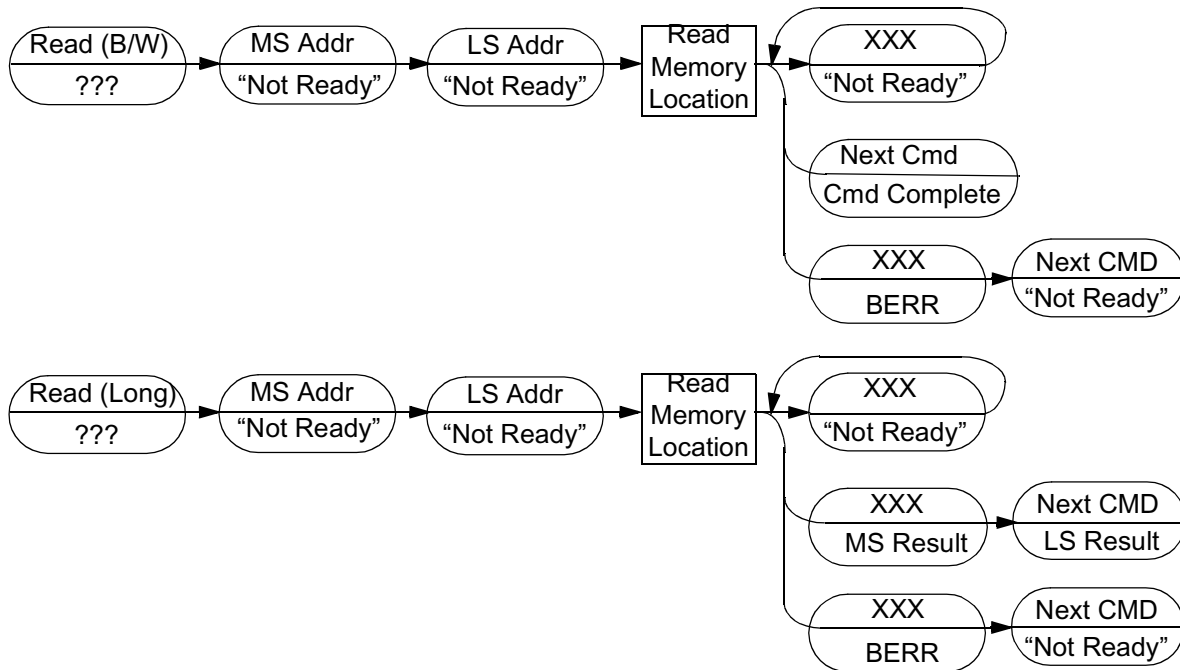 Read (B/W)
???
MS Addr
“Not Ready”
LS Addr
“Not Ready”
Read
Memory
Location
XXX
“Not Ready”
Next Cmd
Cmd Complete
XXX
BERR
Next CMD
“Not Ready”
Read (Long)
???
MS Addr
“Not Ready”
LS Addr
“Not Ready”
Read
Memory
Location
XXX
“Not Ready”
XXX
MS Result
Next CMD
LS Result
XXX
BERR
Next CMD
“Not Ready”